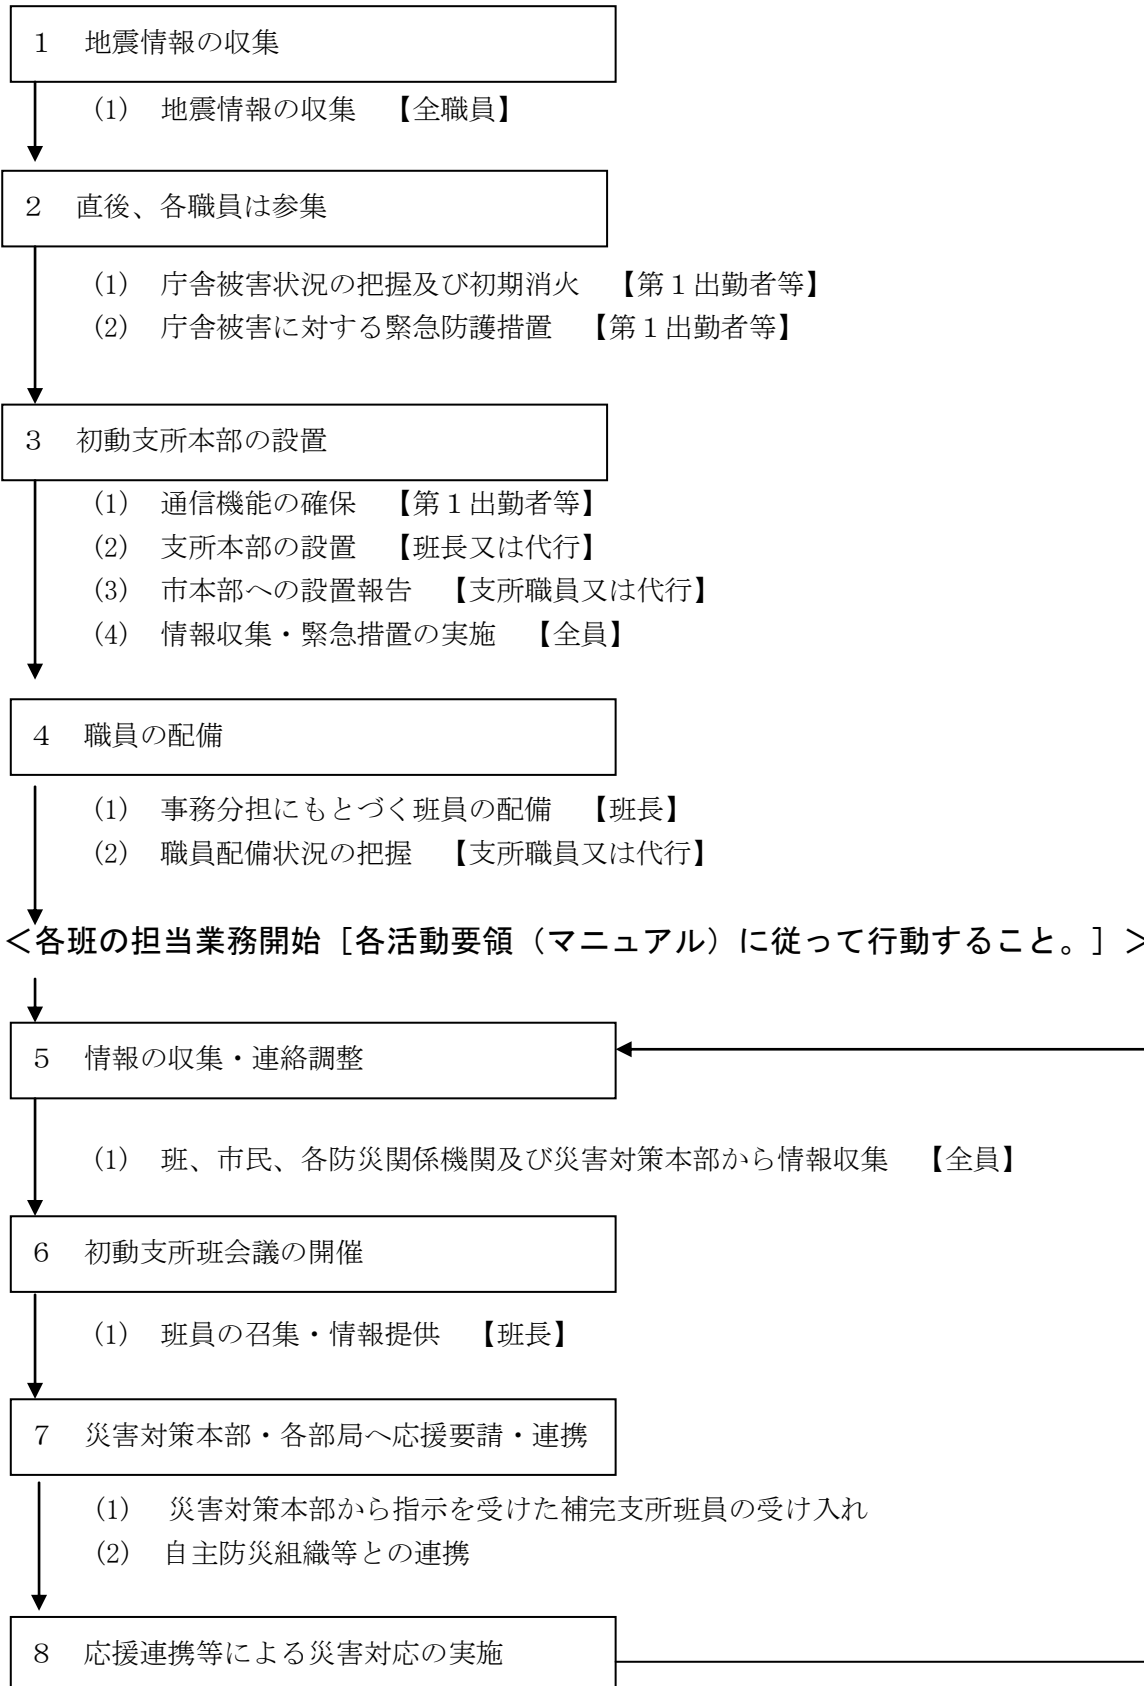 １　地震情報の収集
(1)　地震情報の収集　【全職員】
２　直後、各職員は参集
(1)　庁舎被害状況の把握及び初期消火　【第１出勤者等】
(2)　庁舎被害に対する緊急防護措置　【第１出勤者等】
３　初動支所本部の設置
(1)　通信機能の確保　【第１出勤者等】
(2)　支所本部の設置　【班長又は代行】
(3)　市本部への設置報告　【支所職員又は代行】
(4)　情報収集・緊急措置の実施　【全員】
４　職員の配備
(1)　事務分担にもとづく班員の配備　【班長】
(2)　職員配備状況の把握　【支所職員又は代行】
＜各班の担当業務開始［各活動要領（マニュアル）に従って行動すること。］＞
５　情報の収集・連絡調整
(1)　班、市民、各防災関係機関及び災害対策本部から情報収集　【全員】
６　初動支所班会議の開催
(1)　班員の召集・情報提供　【班長】
７　災害対策本部・各部局へ応援要請・連携
(1)　災害対策本部から指示を受けた補完支所班員の受け入れ
(2)　自主防災組織等との連携
８　応援連携等による災害対応の実施